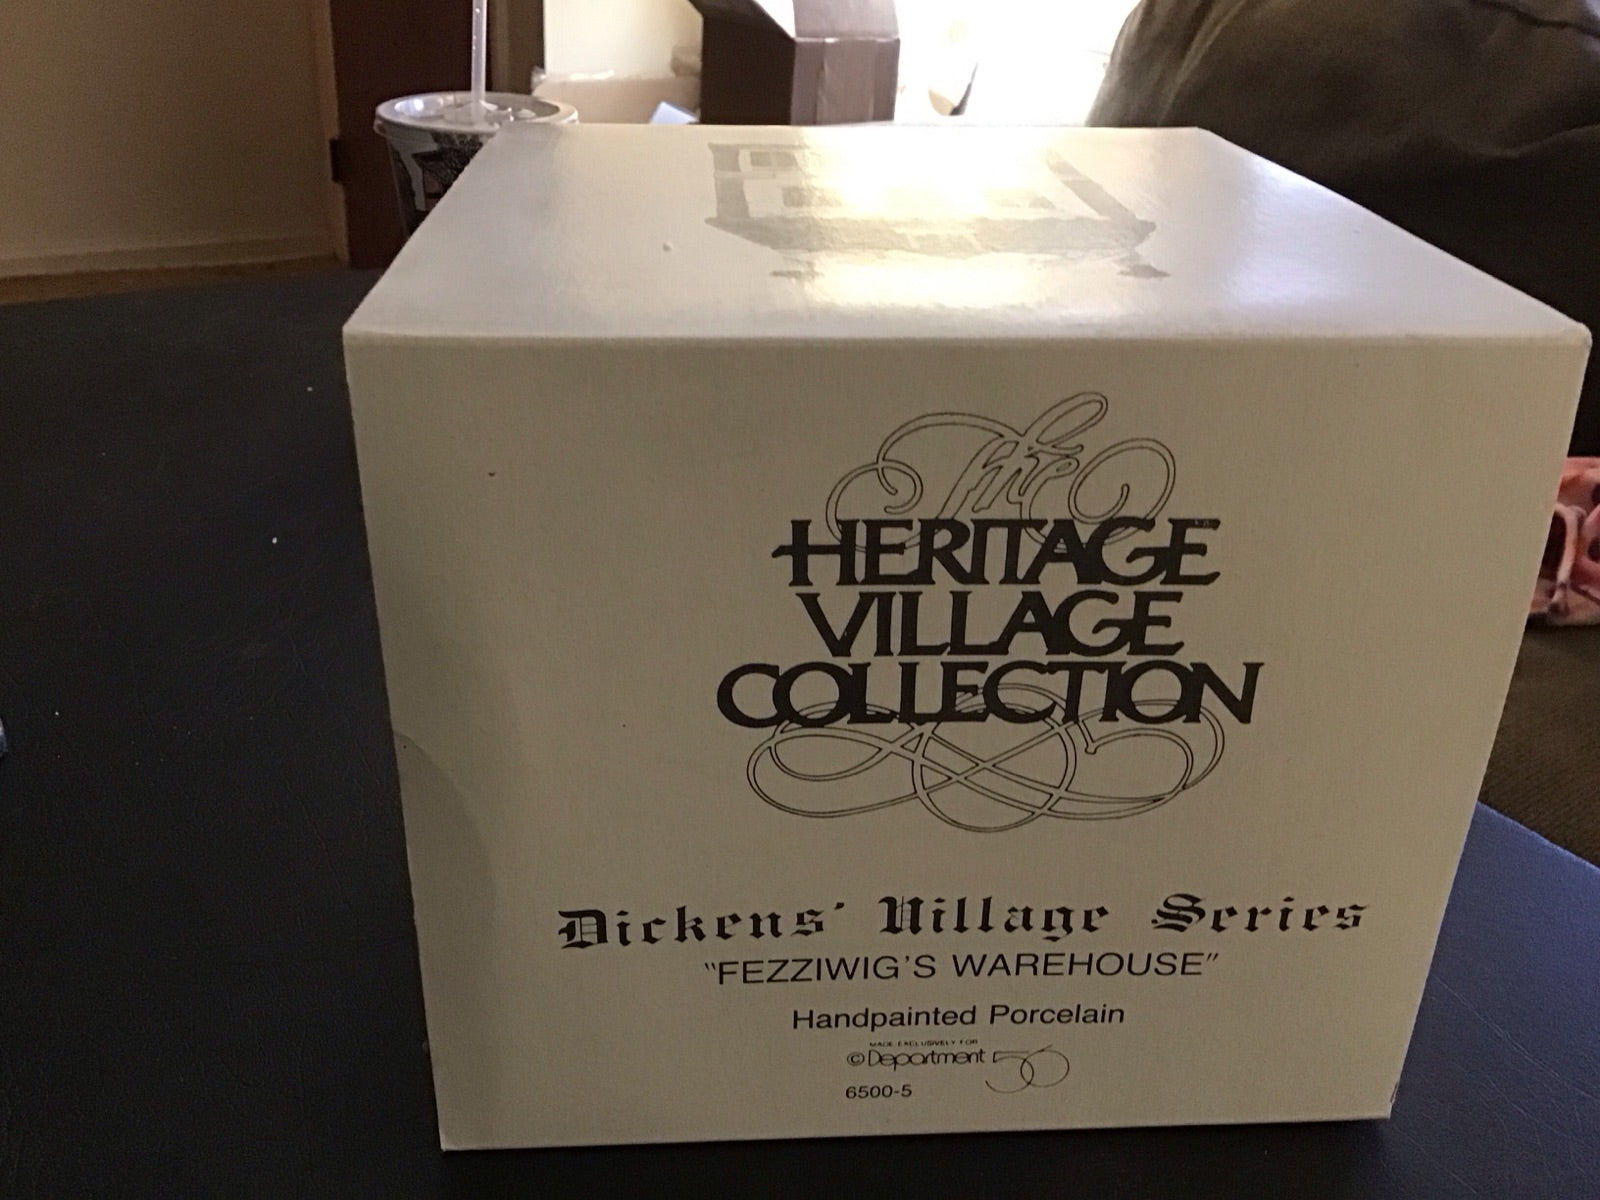 The
HERITAGE
VILLAGE
COLLECTION
Dickens' Village Series
"FEZZIWIG'S WAREHOUSE"
Handpainted Porcelain
MADE EXCLUSIVELY FOR
© Department 56
6500-5